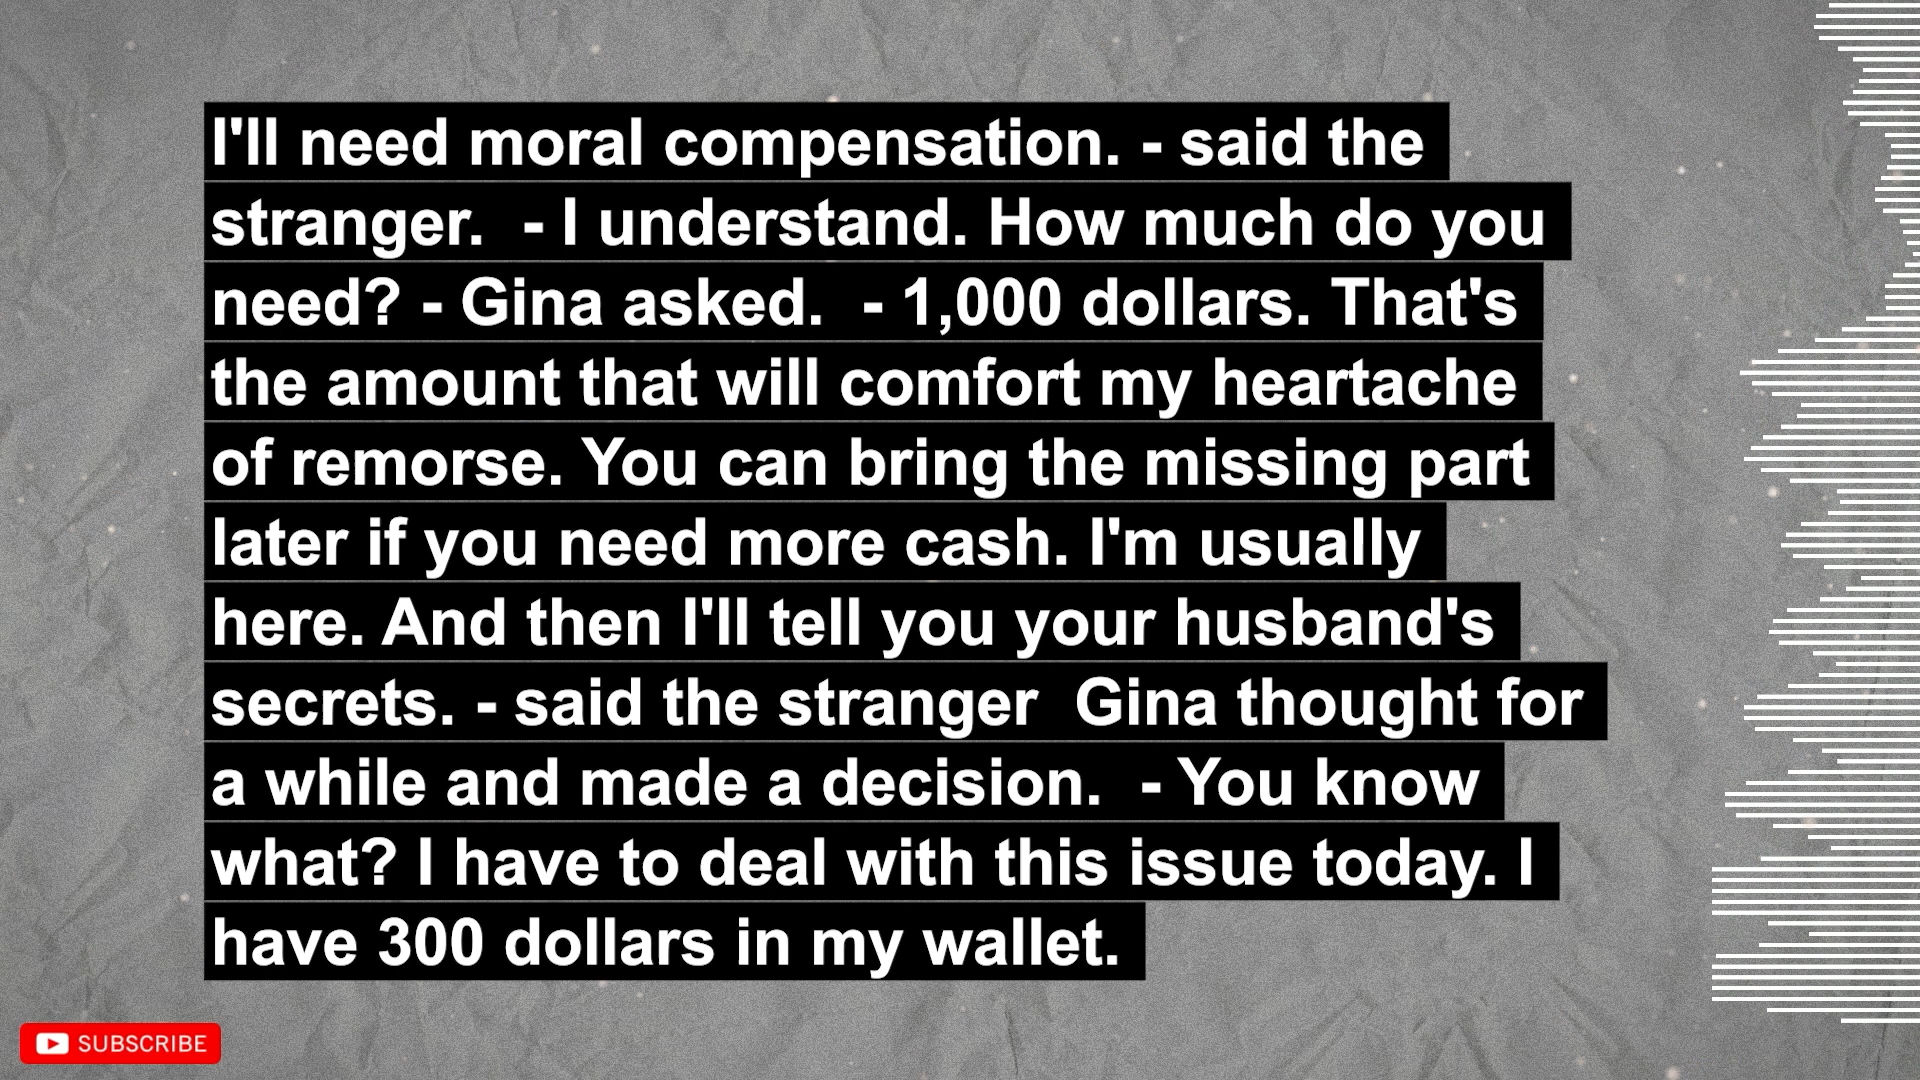 I'll need moral compensation. - said the
stranger.  - I understand. How much do you
need? - Gina asked.  - 1,000 dollars. That's
the amount that will comfort my heartache
of remorse. You can bring the missing part
later if you need more cash. I'm usually
here. And then I'll tell you your husband's
secrets. - said the stranger  Gina thought for
a while and made a decision.  - You know
what? I have to deal with this issue today. I
have 300 dollars in my wallet.
SUBSCRIBE